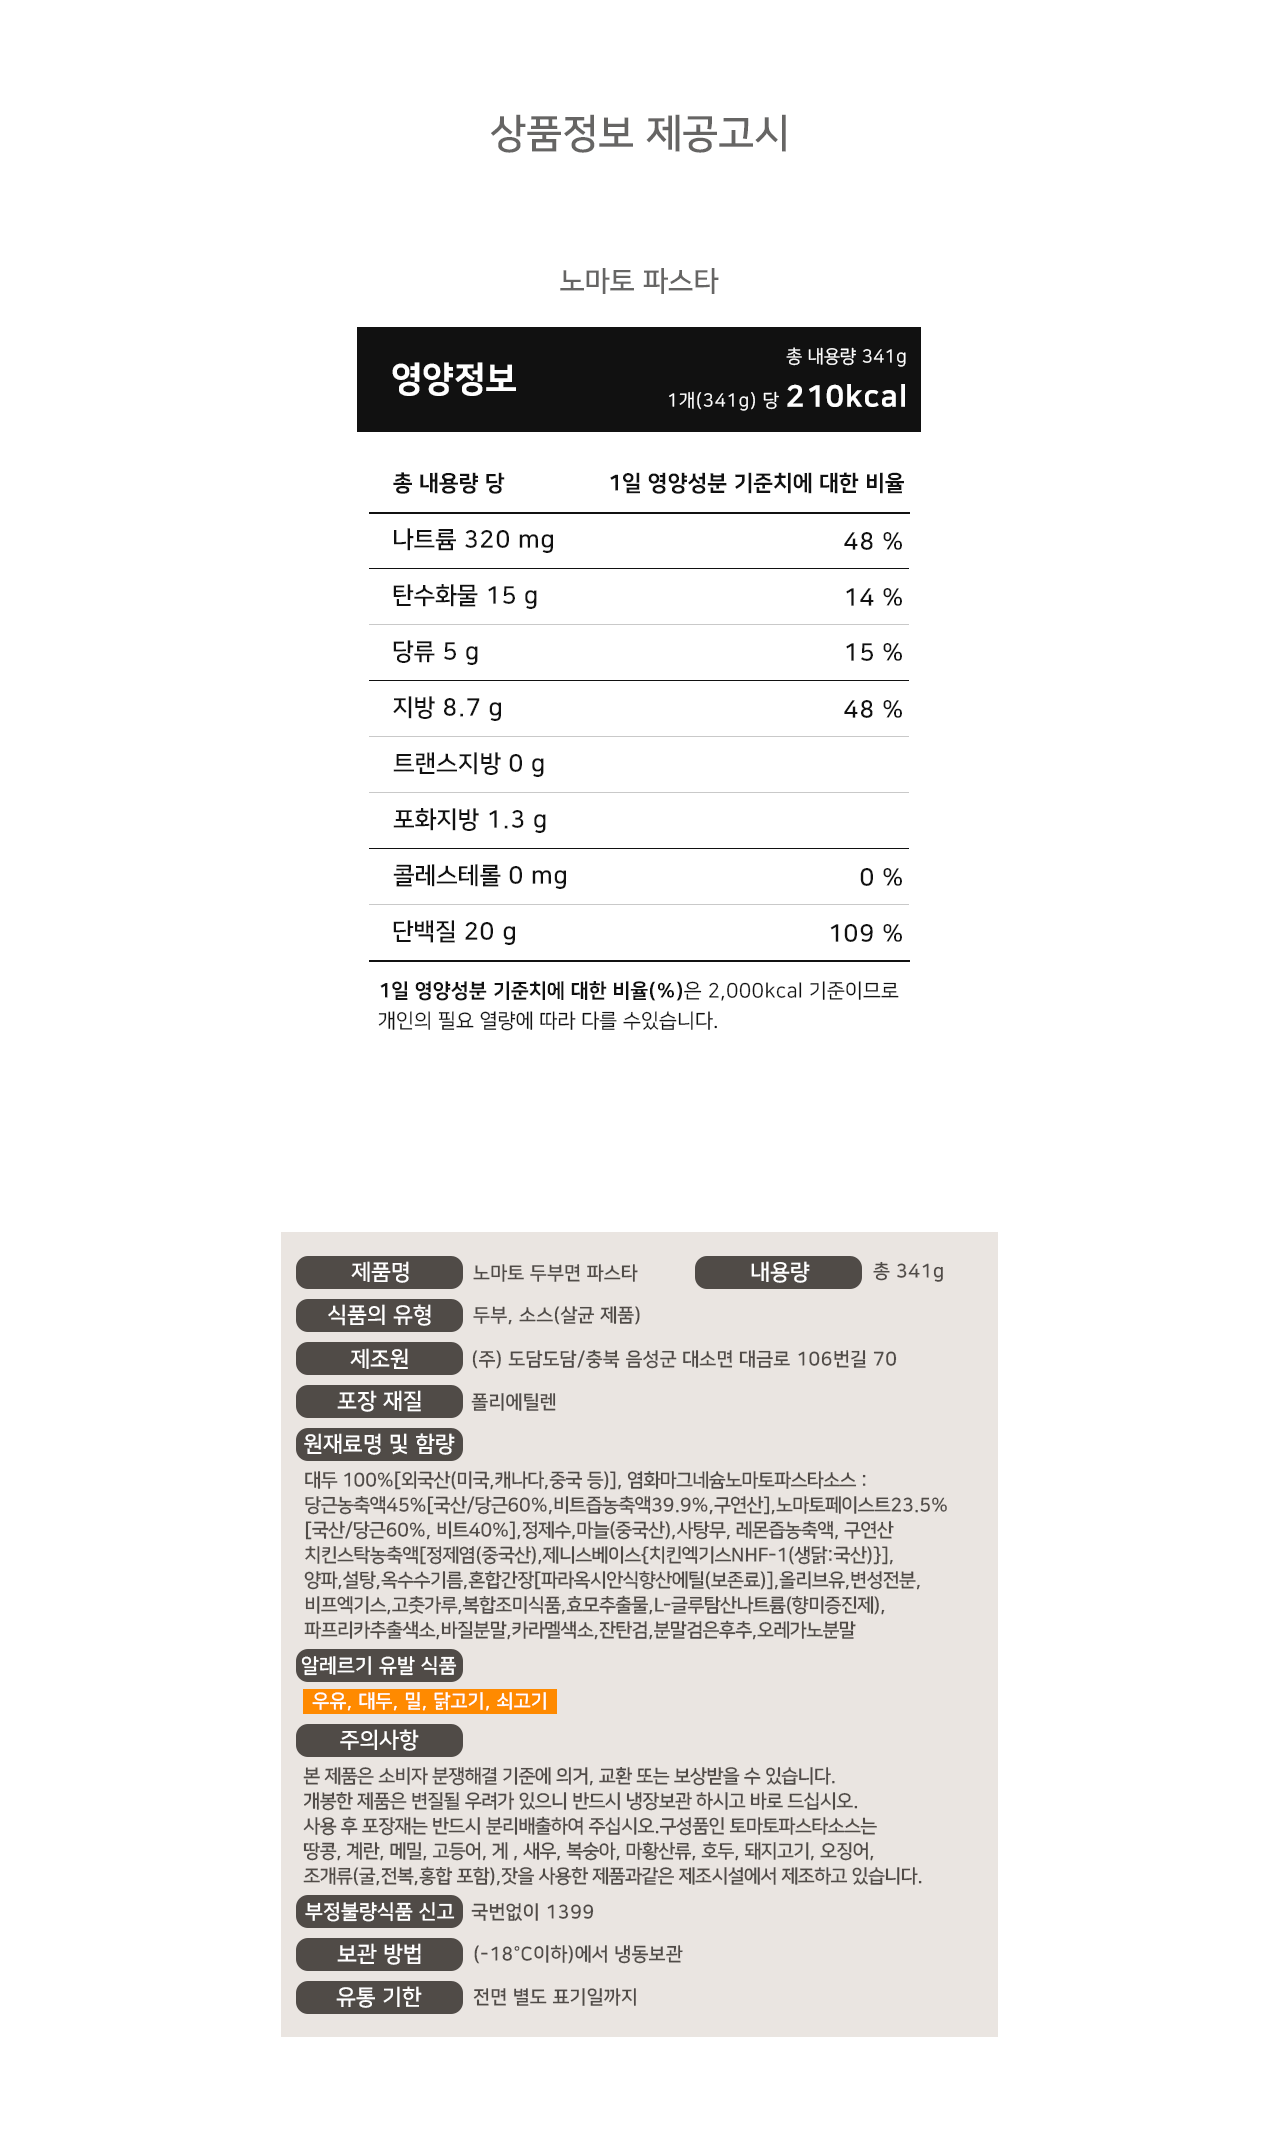 상품정보 제공고시
노마토 파스타
영양정보
총 내용량 341g
1개(341g) 당 210kcal
총 내용량 당 1일 영양성분 기준치에 대한 비율
나트륨 320 mg 48 %
탄수화물 15 g 14 %
당류 5 g 15 %
지방 8.7 g 48 %
트랜스지방 0 g
포화지방 1.3 g
콜레스테롤 0 mg 0 %
단백질 20 g 109 %
1일 영양성분 기준치에 대한 비율(%)은 2,000kcal 기준이므로
개인의 필요 열량에 따라 다를 수있습니다.
제품명 노마토 두부면 파스타 내용량 총 341g
식품의 유형 두부, 소스(살균 제품)
제조원 (주) 도담도담/충북 음성군 대소면 대금로 106번길 70
포장 재질 폴리에틸렌
원재료명 및 함량
대두 100%[외국산(미국,캐나다,중국 등)], 염화마그네슘노마토파스타소스 :
당근농축액45%[국산/당근60%,비트즙농축액39.9%,구연산],노마토페이스트23.5%
[국산/당근60%, 비트40%],정제수,마늘(중국산),사탕무, 레몬즙농축액, 구연산
치킨스탁농축액[정제염(중국산),제니스베이스{치킨엑기스NHF-1(생닭:국산)}],
양파,설탕,옥수수기름,혼합간장[파라옥시안식향산에틸(보존료)],올리브유,변성전분,
비프엑기스,고춧가루,복합조미식품,효모추출물,L-글루탐산나트륨(향미증진제),
파프리카추출색소,바질분말,카라멜색소,잔탄검,분말검은후추,오레가노분말
알레르기 유발 식품
우유, 대두, 밀, 닭고기, 쇠고기
주의사항
본 제품은 소비자 분쟁해결 기준에 의거, 교환 또는 보상받을 수 있습니다.
개봉한 제품은 변질될 우려가 있으니 반드시 냉장보관 하시고 바로 드십시오.
사용 후 포장재는 반드시 분리배출하여 주십시오.구성품인 토마토파스타소스는
땅콩, 계란, 메밀, 고등어, 게 , 새우, 복숭아, 마황산류, 호두, 돼지고기, 오징어,
조개류(굴,전복,홍합 포함),잣을 사용한 제품과같은 제조시설에서 제조하고 있습니다.
부정불량식품 신고 국번없이 1399
보관 방법 (-18°C이하)에서 냉동보관
유통 기한 전면 별도 표기일까지